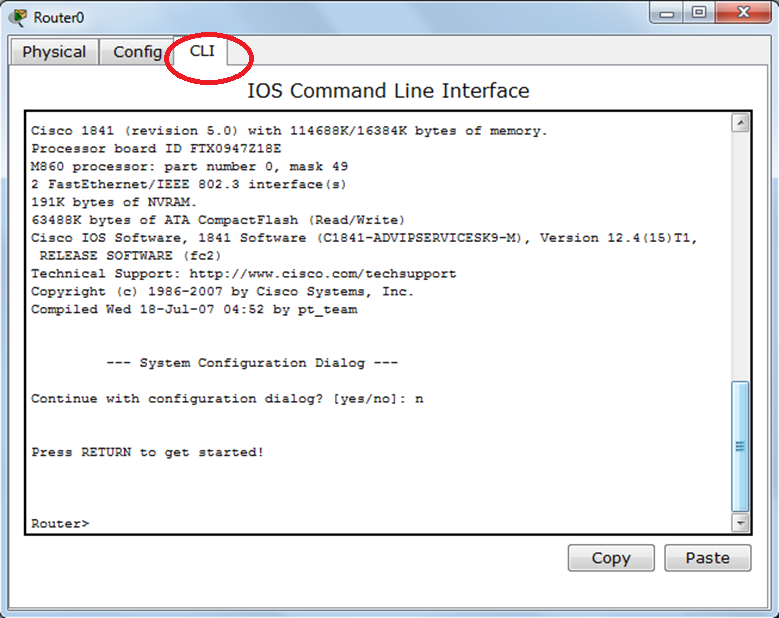 Router0
Physical Config CLI
IOS Command Line Interface
Cisco 1841 (revision 5.0) with 114688K/16384K bytes of memory.
Processor board ID FTX0947Z18E
M860 processor: part number 0, mask 49
2 FastEthernet/IEEE 802.3 interface(s)
191K bytes of NVRAM.
63488K bytes of ATA CompactFlash (Read/Write)
Cisco IOS Software, 1841 Software (C1841-ADVIPSERVICESK9-M), Version 12.4(15)T1,
RELEASE SOFTWARE (fc2)
Technical Support: http://www.cisco.com/techsupport
Copyright (c) 1986-2007 by Cisco Systems, Inc.
Compiled Wed 18-Jul-07 04:52 by pt_team
--- System Configuration Dialog ---
Continue with configuration dialog? [yes/no]: n
Press RETURN to get started!
Router>
Copy Paste